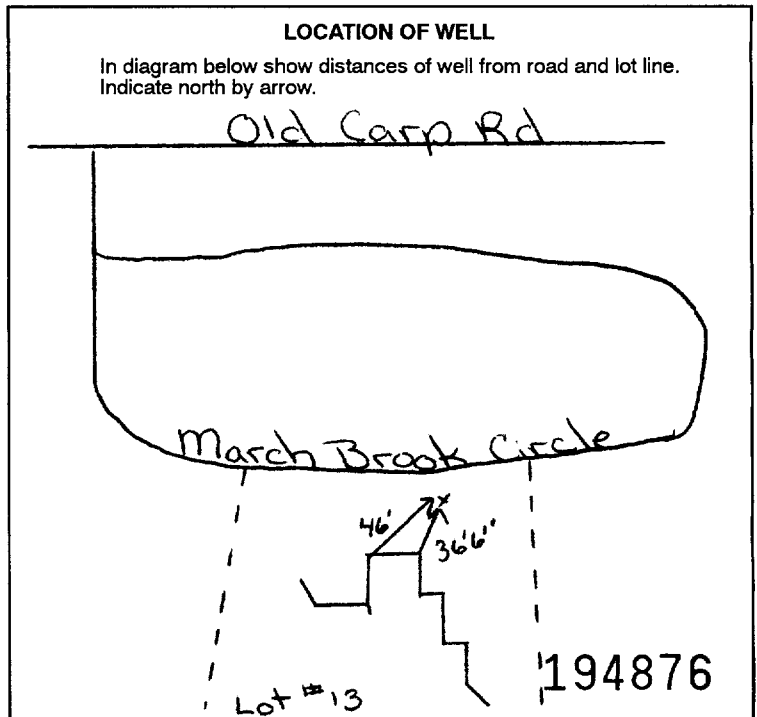 LOCATION OF WELL
In diagram below show distances of well from road and lot line.
Indicate north by arrow.
Old Carp Rd
March Brook Circle
46'
36'6"
Lot #13
194876